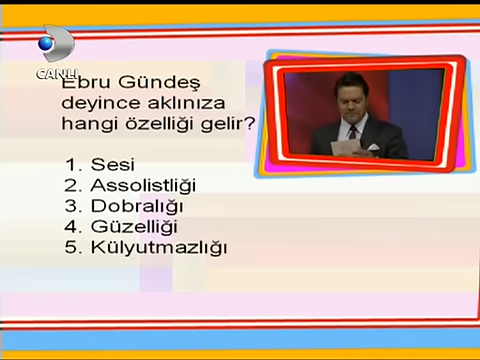 CANLI
Ebru Gündeş
deyince aklınıza
hangi özelliği gelir?
1. Sesi
2. Assolistliği
3. Dobralığı
4. Güzelliği
5. Külyutmazlığı